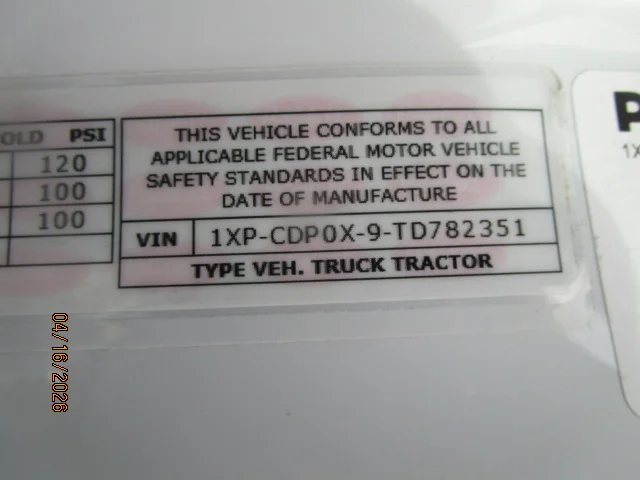 OLD PSI
120
100
100
THIS VEHICLE CONFORMS TO ALL
APPLICABLE FEDERAL MOTOR VEHICLE
SAFETY STANDARDS IN EFFECT ON THE
DATE OF MANUFACTURE
VIN 1XP-CDP0X-9-TD782351
TYPE VEH. TRUCK TRACTOR
P
1X
04/16/2026